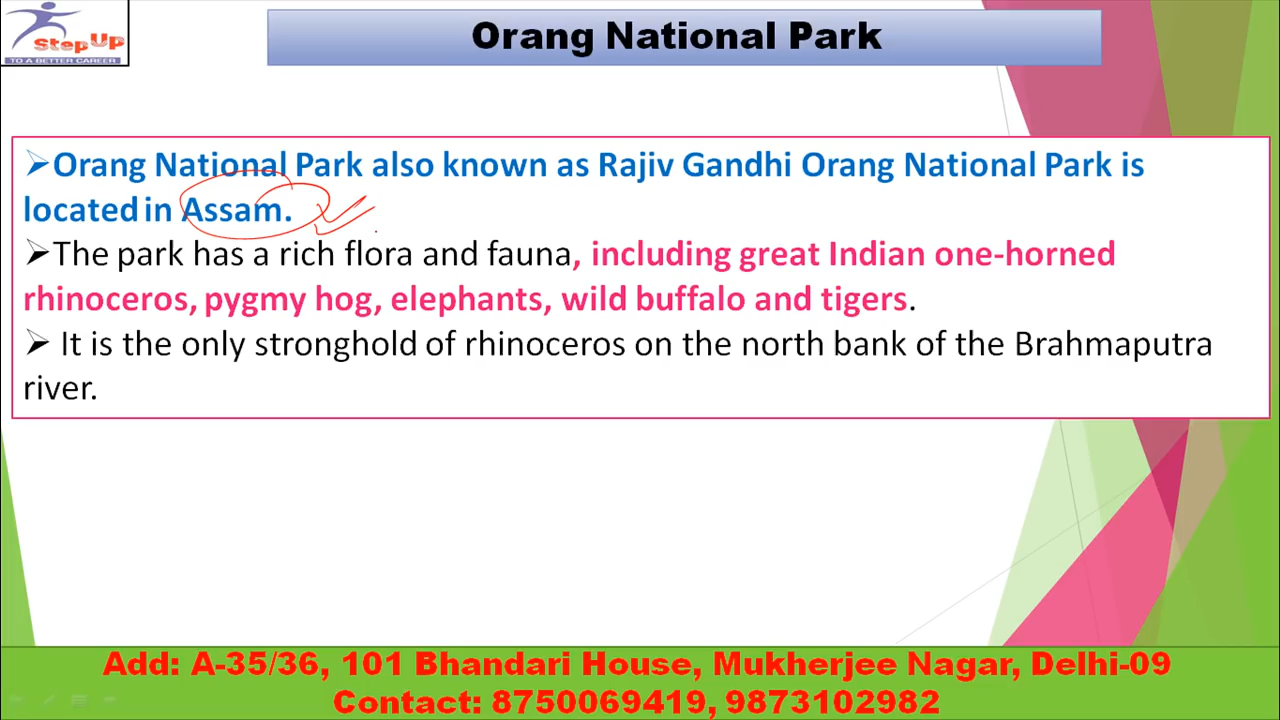 StepUp
TO A BETTER CAREER
Orang National Park
➢Orang National Park also known as Rajiv Gandhi Orang National Park is
located in Assam.
➢The park has a rich flora and fauna, including great Indian one-horned
rhinoceros, pygmy hog, elephants, wild buffalo and tigers.
➢ It is the only stronghold of rhinoceros on the north bank of the Brahmaputra
river.
Add: A-35/36, 101 Bhandari House, Mukherjee Nagar, Delhi-09
Contact: 8750069419, 9873102982